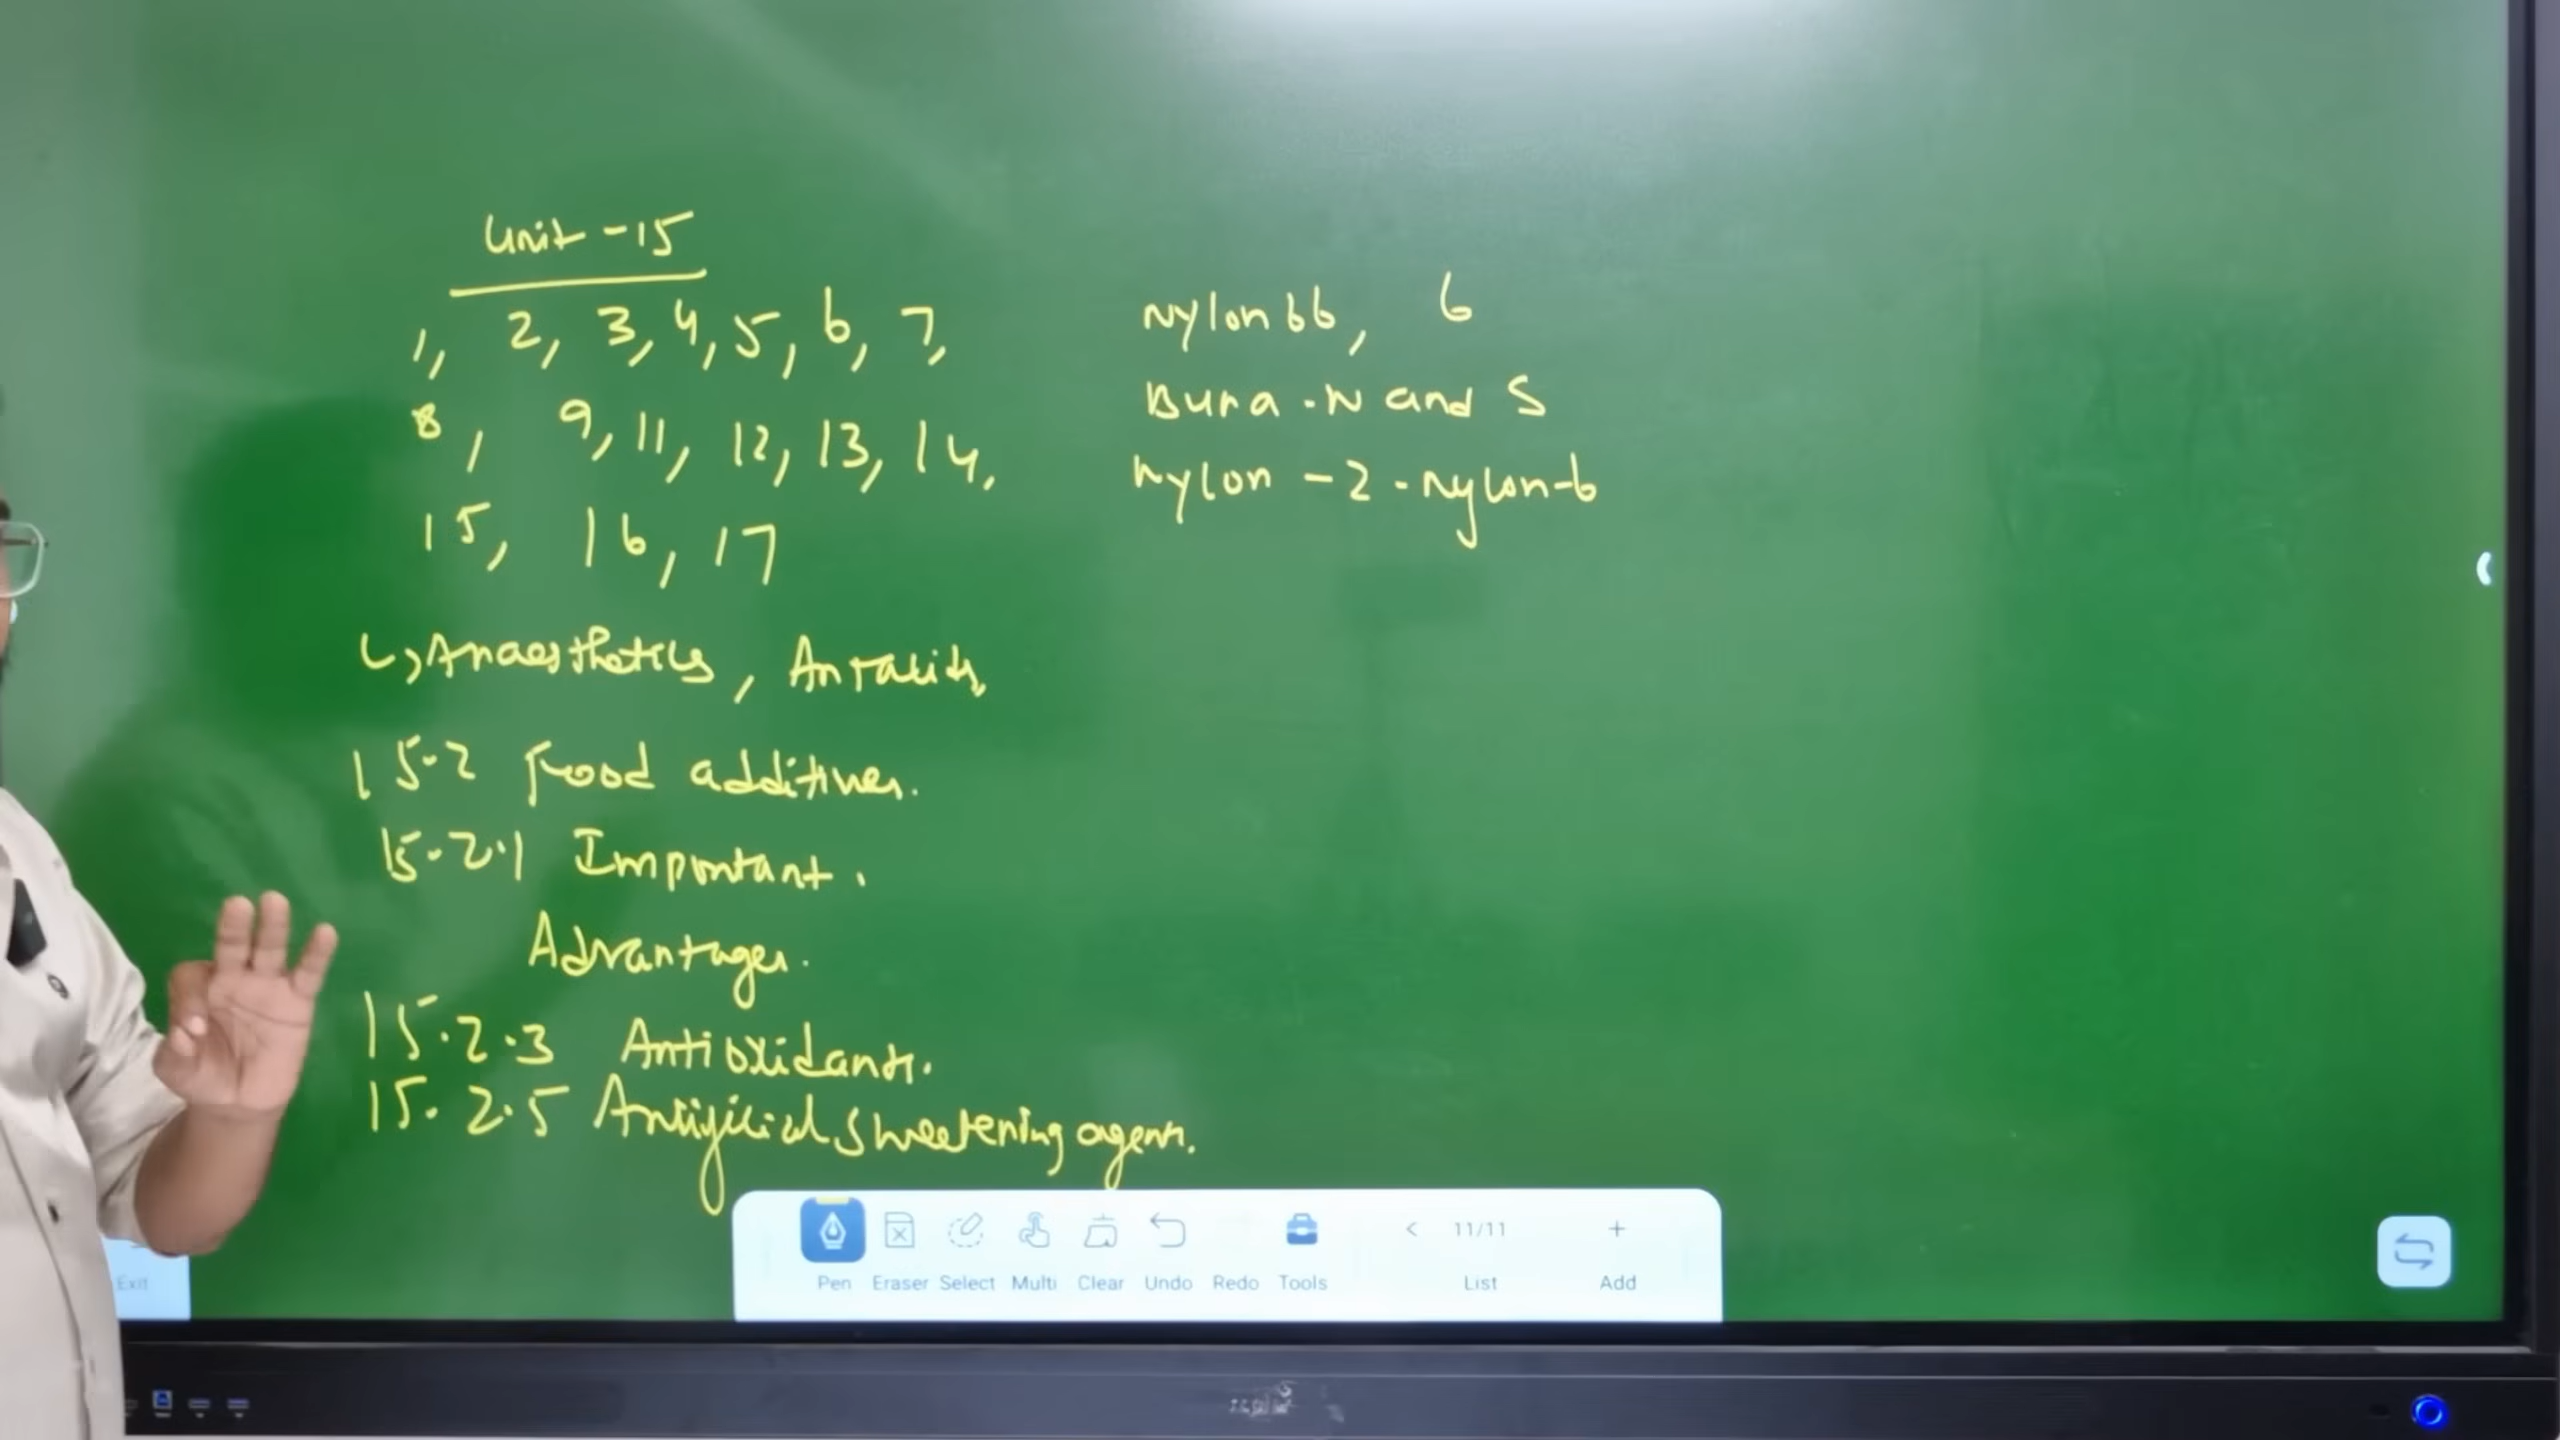 Unit - 15
1, 2, 3, 4, 5, 6, 7,
8, 9, 11, 12, 13, 14,
15, 16, 17
Anaesthetics, Antacids,
15.2 Food additives.
15.2.1 Important.
Advantages.
15.2.3 Antioxidants.
15.2.5 Artificial Sweetening agents.
Nylon 66, 6
Buna - N and S
Nylon - 2 - Nylon - 6
Exit
Pen Eraser Select Multi Clear Undo Redo Tools
< 11/11 +
List Add